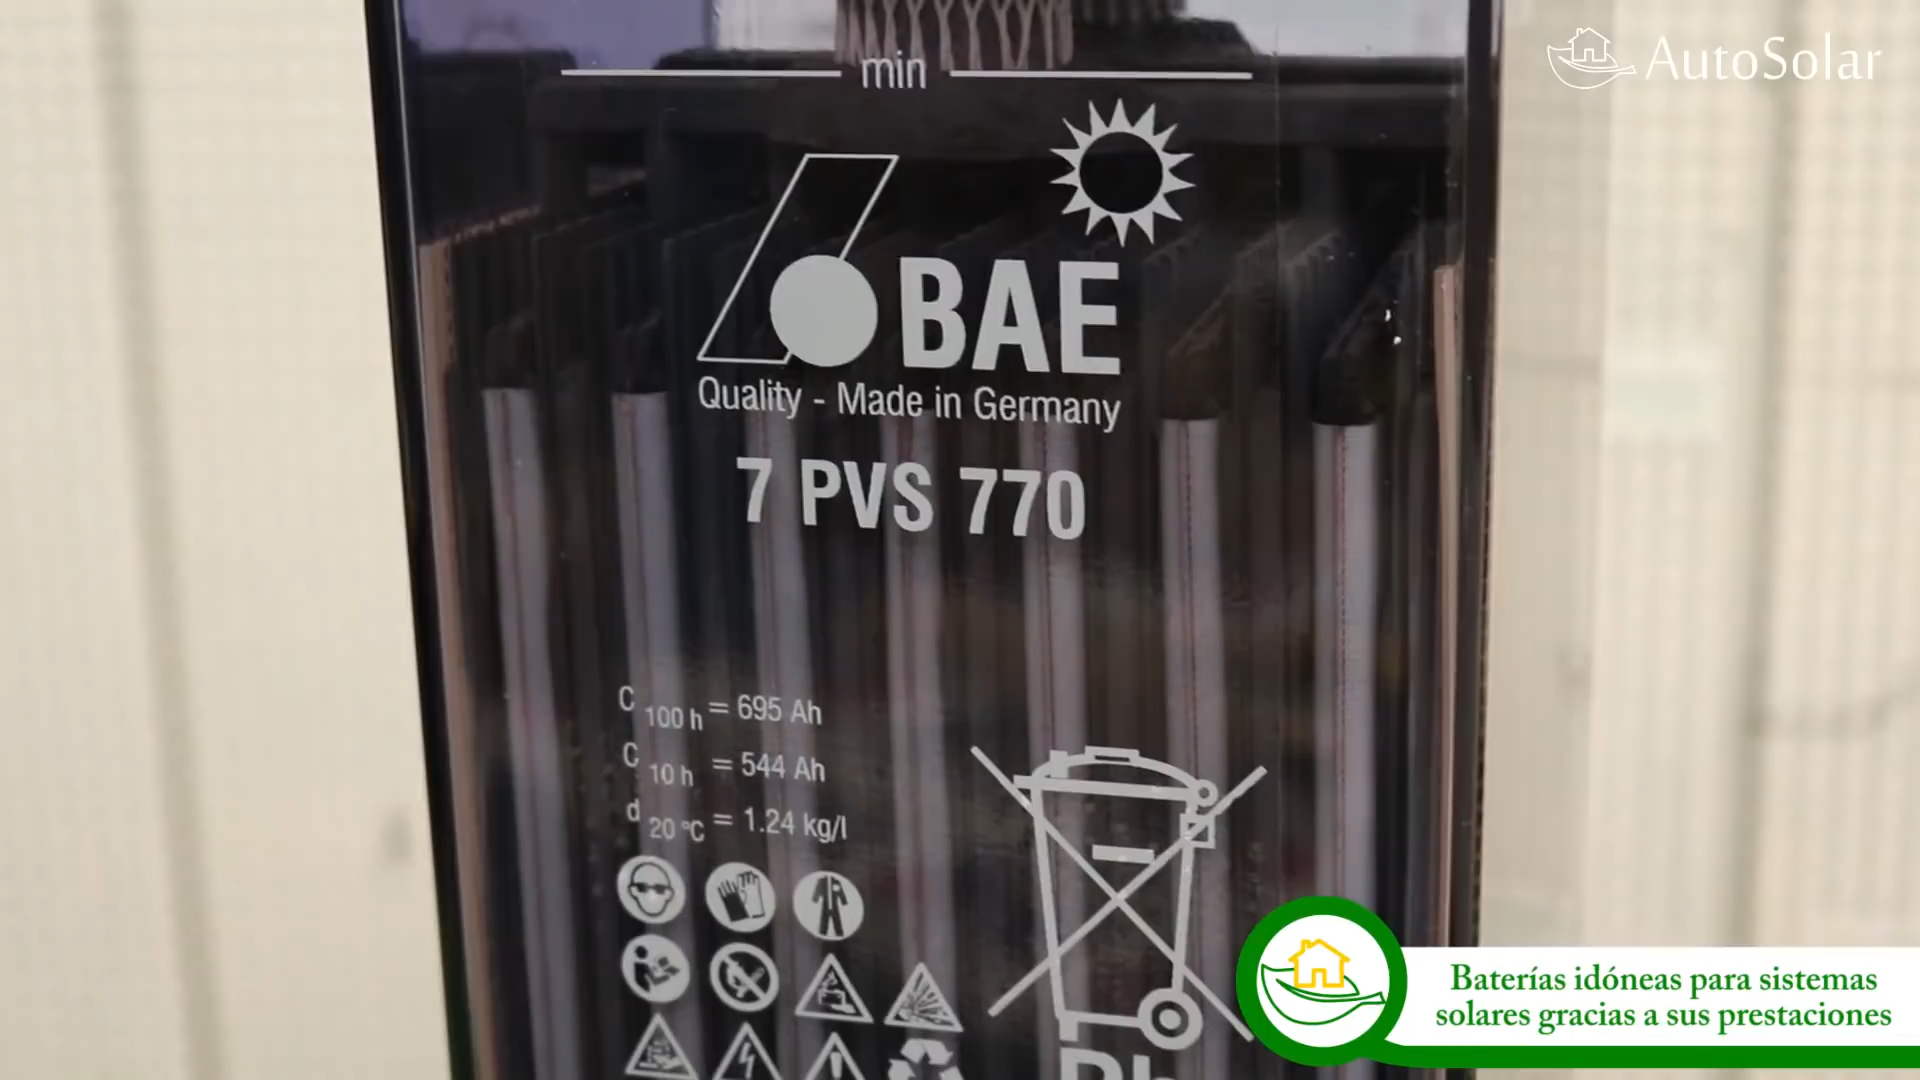 AutoSolar
min
BAE
Quality - Made in Germany
7 PVS 770
C 100 h = 695 Ah
C 10 h = 544 Ah
d 20 °C = 1.24 kg/l
Pb
Baterías idóneas para sistemas
solares gracias a sus prestaciones